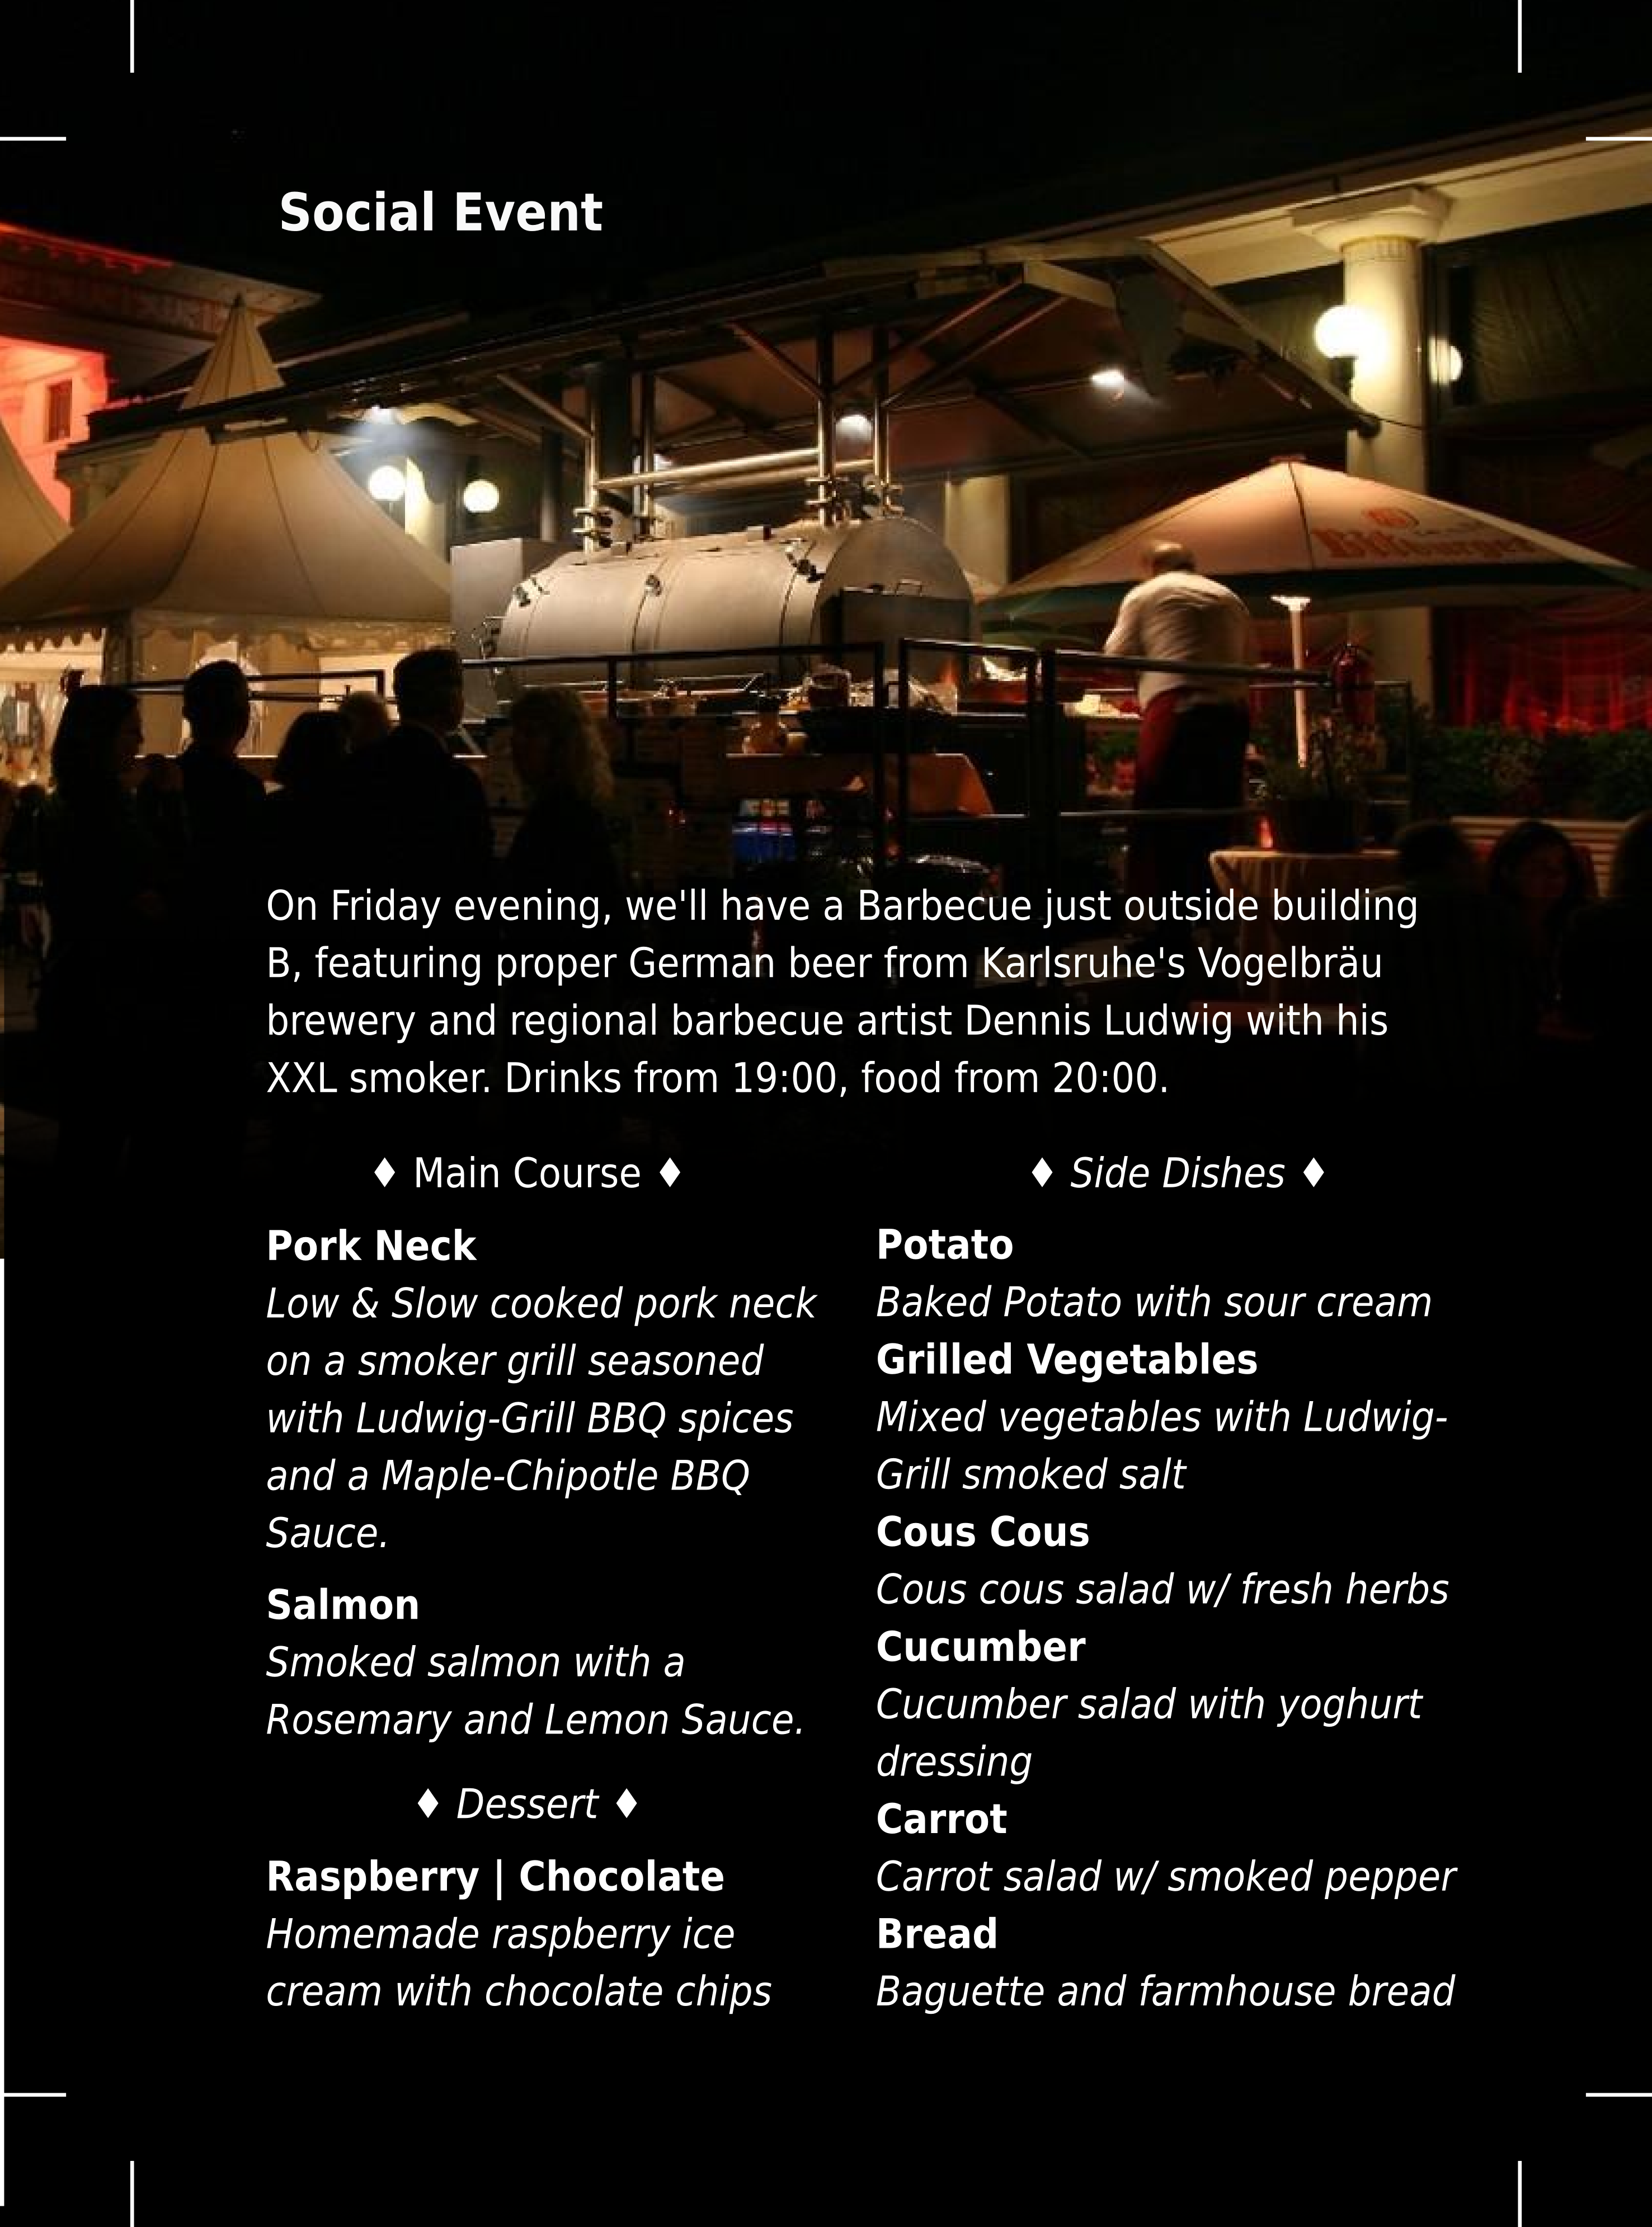 Social Event
Bitburger
On Friday evening, we'll have a Barbecue just outside building
B, featuring proper German beer from Karlsruhe's Vogelbräu
brewery and regional barbecue artist Dennis Ludwig with his
XXL smoker. Drinks from 19:00, food from 20:00.
♦ Main Course ♦
Pork Neck
Low & Slow cooked pork neck
on a smoker grill seasoned
with Ludwig-Grill BBQ spices
and a Maple-Chipotle BBQ
Sauce.
Salmon
Smoked salmon with a
Rosemary and Lemon Sauce.
♦ Dessert ♦
Raspberry | Chocolate
Homemade raspberry ice
cream with chocolate chips
♦ Side Dishes ♦
Potato
Baked Potato with sour cream
Grilled Vegetables
Mixed vegetables with Ludwig-
Grill smoked salt
Cous Cous
Cous cous salad w/ fresh herbs
Cucumber
Cucumber salad with yoghurt
dressing
Carrot
Carrot salad w/ smoked pepper
Bread
Baguette and farmhouse bread